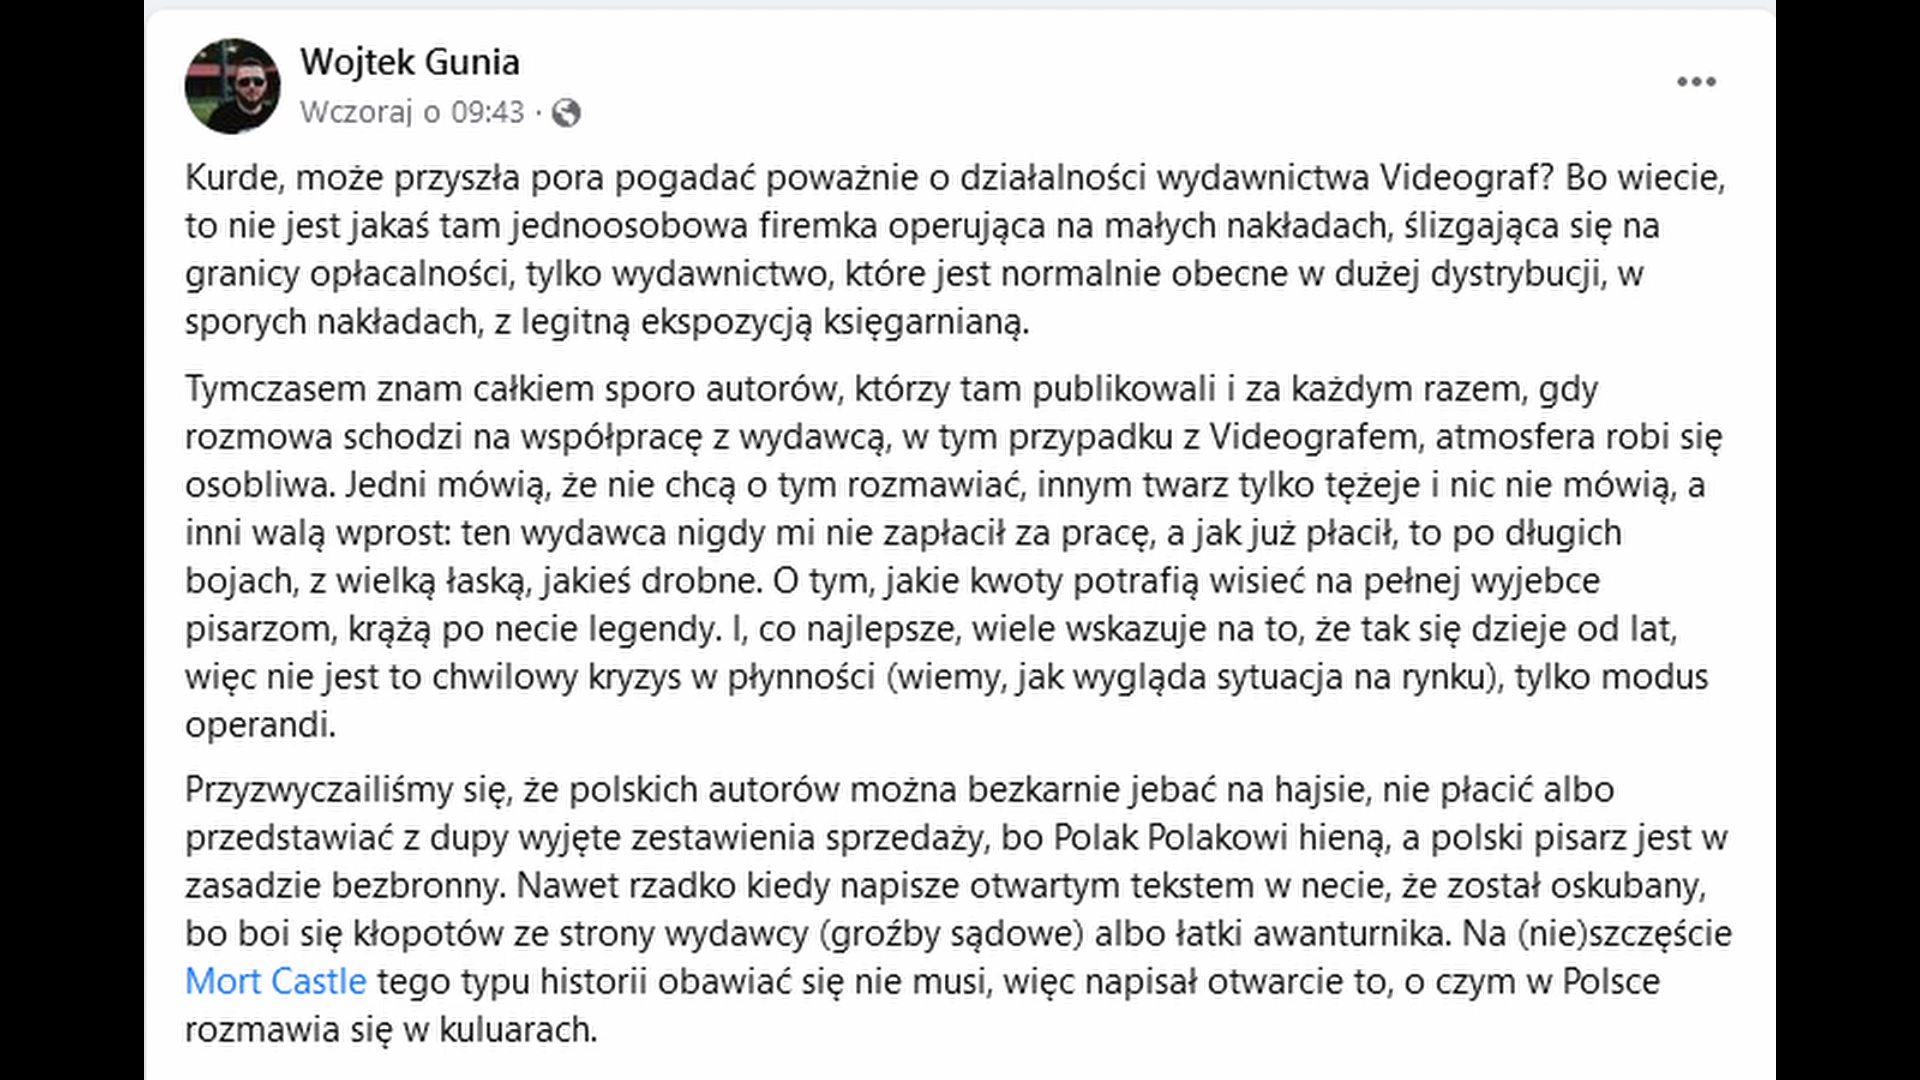 Wojtek Gunia
Wczoraj o 09:43 ·
Kurde, może przyszła pora pogadać poważnie o działalności wydawnictwa Videograf? Bo wiecie,
to nie jest jakaś tam jednoosobowa firemka operująca na małych nakładach, ślizgająca się na
granicy opłacalności, tylko wydawnictwo, które jest normalnie obecne w dużej dystrybucji, w
sporych nakładach, z legitną ekspozycją księgarnianą.
Tymczasem znam całkiem sporo autorów, którzy tam publikowali i za każdym razem, gdy
rozmowa schodzi na współpracę z wydawcą, w tym przypadku z Videografem, atmosfera robi się
osobliwa. Jedni mówią, że nie chcą o tym rozmawiać, innym twarz tylko tężeje i nic nie mówią, a
inni walą wprost: ten wydawca nigdy mi nie zapłacił za pracę, a jak już płacił, to po długich
bojach, z wielką łaską, jakieś drobne. O tym, jakie kwoty potrafią wisieć na pełnej wyjebce
pisarzom, krążą po necie legendy. I, co najlepsze, wiele wskazuje na to, że tak się dzieje od lat,
więc nie jest to chwilowy kryzys w płynności (wiemy, jak wygląda sytuacja na rynku), tylko modus
operandi.
Przyzwyczailiśmy się, że polskich autorów można bezkarnie jebać na hajsie, nie płacić albo
przedstawiać z dupy wyjęte zestawienia sprzedaży, bo Polak Polakowi hieną, a polski pisarz jest w
zasadzie bezbronny. Nawet rzadko kiedy napisze otwartym tekstem w necie, że został oskubany,
bo boi się kłopotów ze strony wydawcy (groźby sądowe) albo łatki awanturnika. Na (nie)szczęście
Mort Castle tego typu historii obawiać się nie musi, więc napisał otwarcie to, o czym w Polsce
rozmawia się w kuluarach.